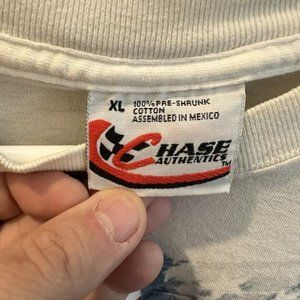 XL 100% PRE-SHRUNK
COTTON
ASSEMBLED IN MEXICO
CHASE
AUTHENTICS TM